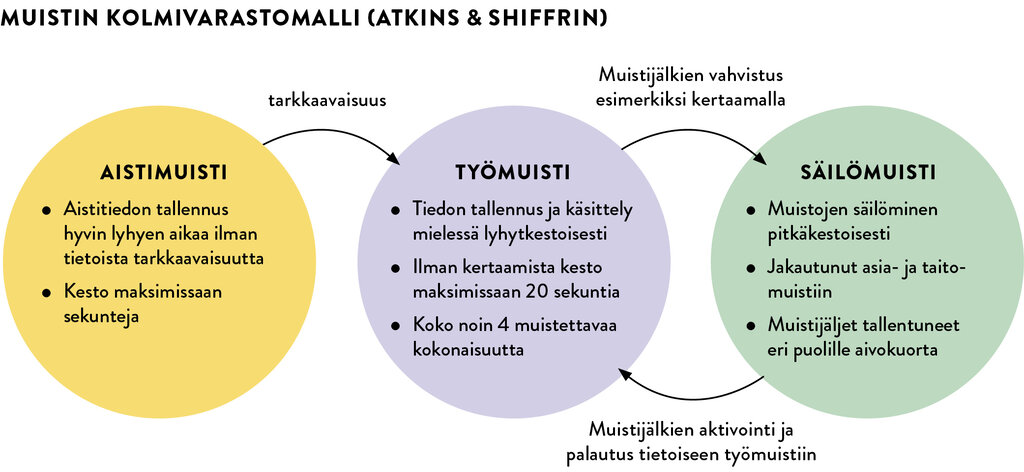 MUISTIN KOLMIVARASTOMALLI (ATKINS & SHIFFRIN)
tarkkaavaisuus
Muistijälkien vahvistus
esimerkiksi kertaamalla
AISTIMUISTI
• Aistitiedon tallennus
hyvin lyhyen aikaa ilman
tietoista tarkkaavaisuutta
• Kesto maksimissaan
sekunteja
TYÖMUISTI
• Tiedon tallennus ja käsittely
mielessä lyhytkestoisesti
• Ilman kertaamista kesto
maksimissaan 20 sekuntia
• Koko noin 4 muistettavaa
kokonaisuutta
SÄILÖMUISTI
• Muistojen säilöminen
pitkäkestoisesti
• Jakautunut asia- ja taito-
muistiin
• Muistijäljet tallentuneet
eri puolille aivokuorta
Muistijälkien aktivointi ja
palautus tietoiseen työmuistiin